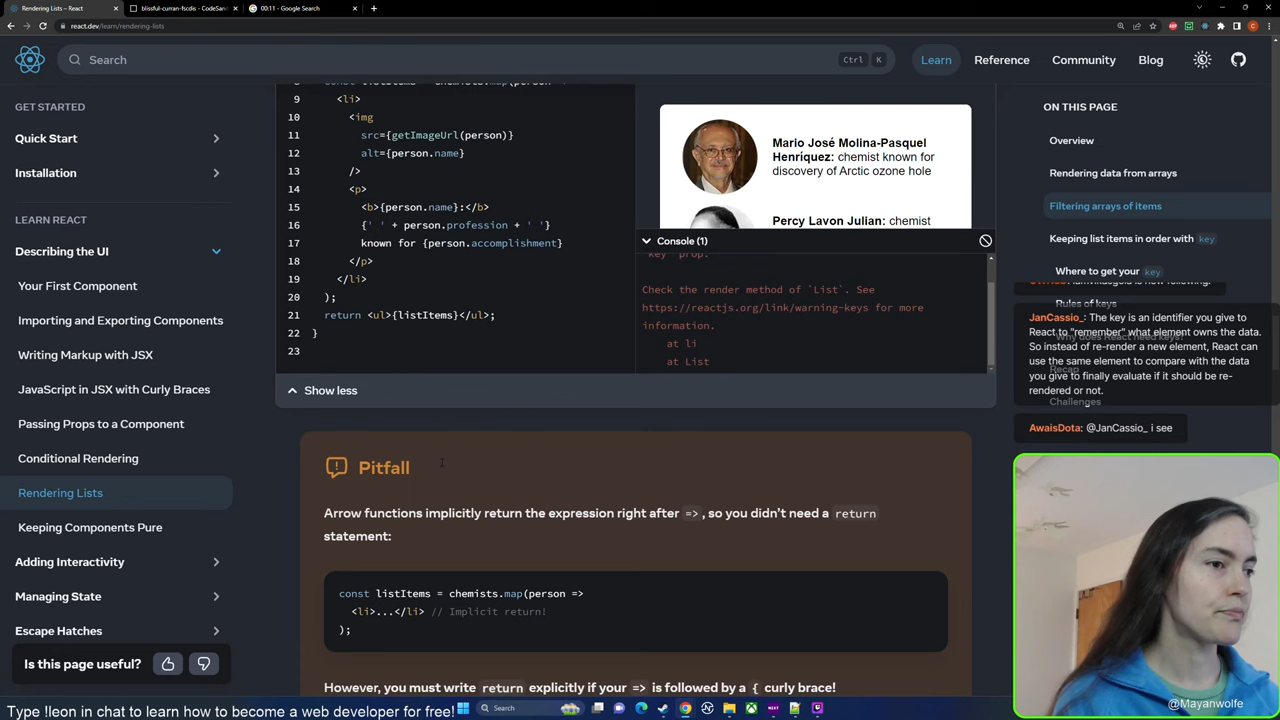 Rendering Lists – React
blissful-curran-fscdis - CodeSand
00:11 - Google Search
react.dev/learn/rendering-lists
Search
Ctrl K
Learn
Reference
Community
Blog
GET STARTED
Quick Start
Installation
LEARN REACT
Describing the UI
Your First Component
Importing and Exporting Components
Writing Markup with JSX
JavaScript in JSX with Curly Braces
Passing Props to a Component
Conditional Rendering
Rendering Lists
Keeping Components Pure
Adding Interactivity
Managing State
Escape Hatches
Is this page useful?
9 <li>
10 <img
11 src={getImageUrl(person)}
12 alt={person.name}
13 />
14 <p>
15 <b>{person.name}:</b>
16 {' ' + person.profession + ' '}
17 known for {person.accomplishment}
18 </p>
19 </li>
20 );
21 return <ul>{listItems}</ul>;
22 }
23
Show less
Mario José Molina-Pasquel
Henríquez: chemist known for
discovery of Arctic ozone hole
Percy Lavon Julian: chemist
Console (1)
"key" prop.
Check the render method of `List`. See
https://reactjs.org/link/warning-keys for more
information.
at li
at List
Pitfall
Arrow functions implicitly return the expression right after =>, so you didn't need a return
statement:
const listItems = chemists.map(person =>
<li>...</li> // Implicit return!
);
However, you must write return explicitly if your => is followed by a { curly brace!
ON THIS PAGE
Overview
Rendering data from arrays
Filtering arrays of items
Keeping list items in order with key
Where to get your key
Rules of keys
Why does React need keys?
Recap
Challenges
is now following!
JanCassio_: The key is an identifier you give to
React to "remember" what element owns the data.
So instead of re-render a new element, React can
use the same element to compare with the data
you give to finally evaluate if it should be re-
rendered or not.
AwaisDota: @JanCassio_ i see
Search
Type !leon in chat to learn how to become a web developer for free!
@Mayanwolfe